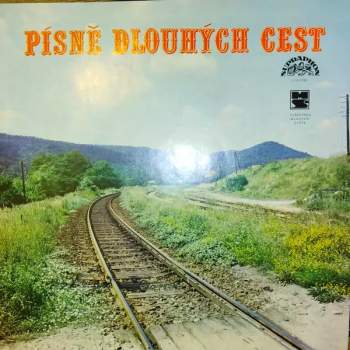 PÍSNĚ DLOUHÝCH CEST
SUPRAPHON